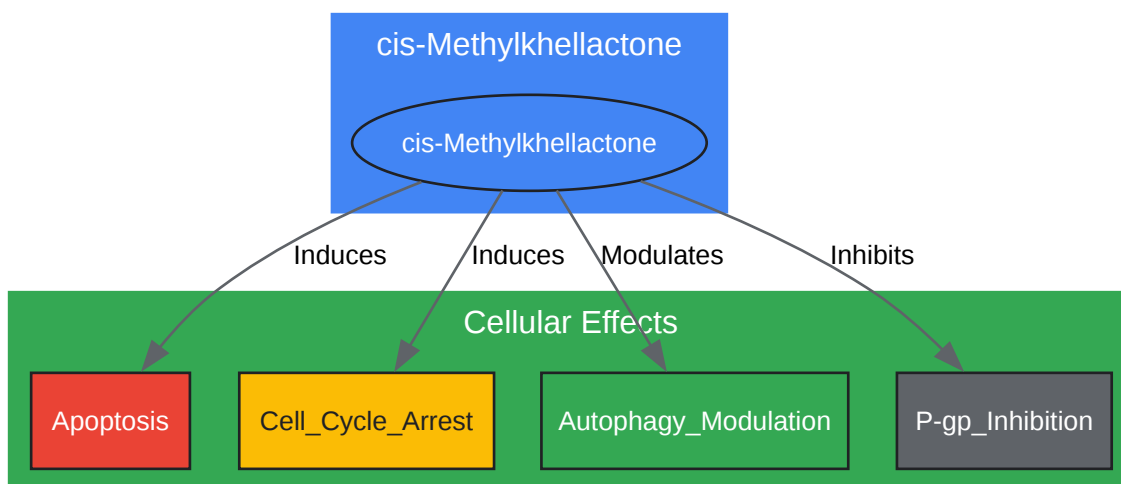 cis-Methylkhellactone
cis-Methylkhellactone
Induces
Induces
Modulates
Inhibits
Cellular Effects
Apoptosis
Cell_Cycle_Arrest
Autophagy_Modulation
P-gp_Inhibition